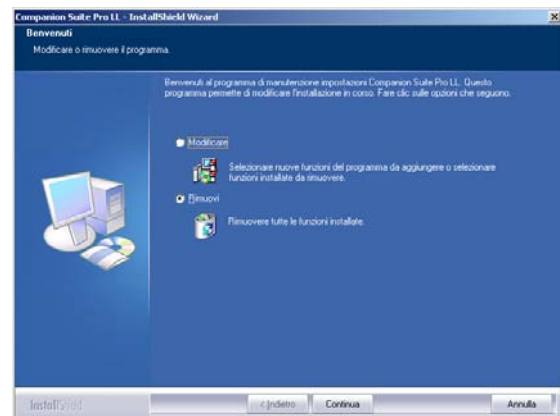 Companion Suite Pro LL - InstallShield Wizard
Benvenuti
Modificare o rimuovere il programma.
Benvenuti al programma di manutenzione impostazioni Companion Suite Pro LL. Questo
programma permette di modificare l'installazione in corso. Fare clic sulle opzioni che seguono.
Modificare
Selezionare nuove funzioni del programma da aggiungere o selezionare
funzioni installate da rimuovere.
Rimuovi
Rimuovere tutte le funzioni installate.
InstallShield
< Indietro
Continua
Annulla